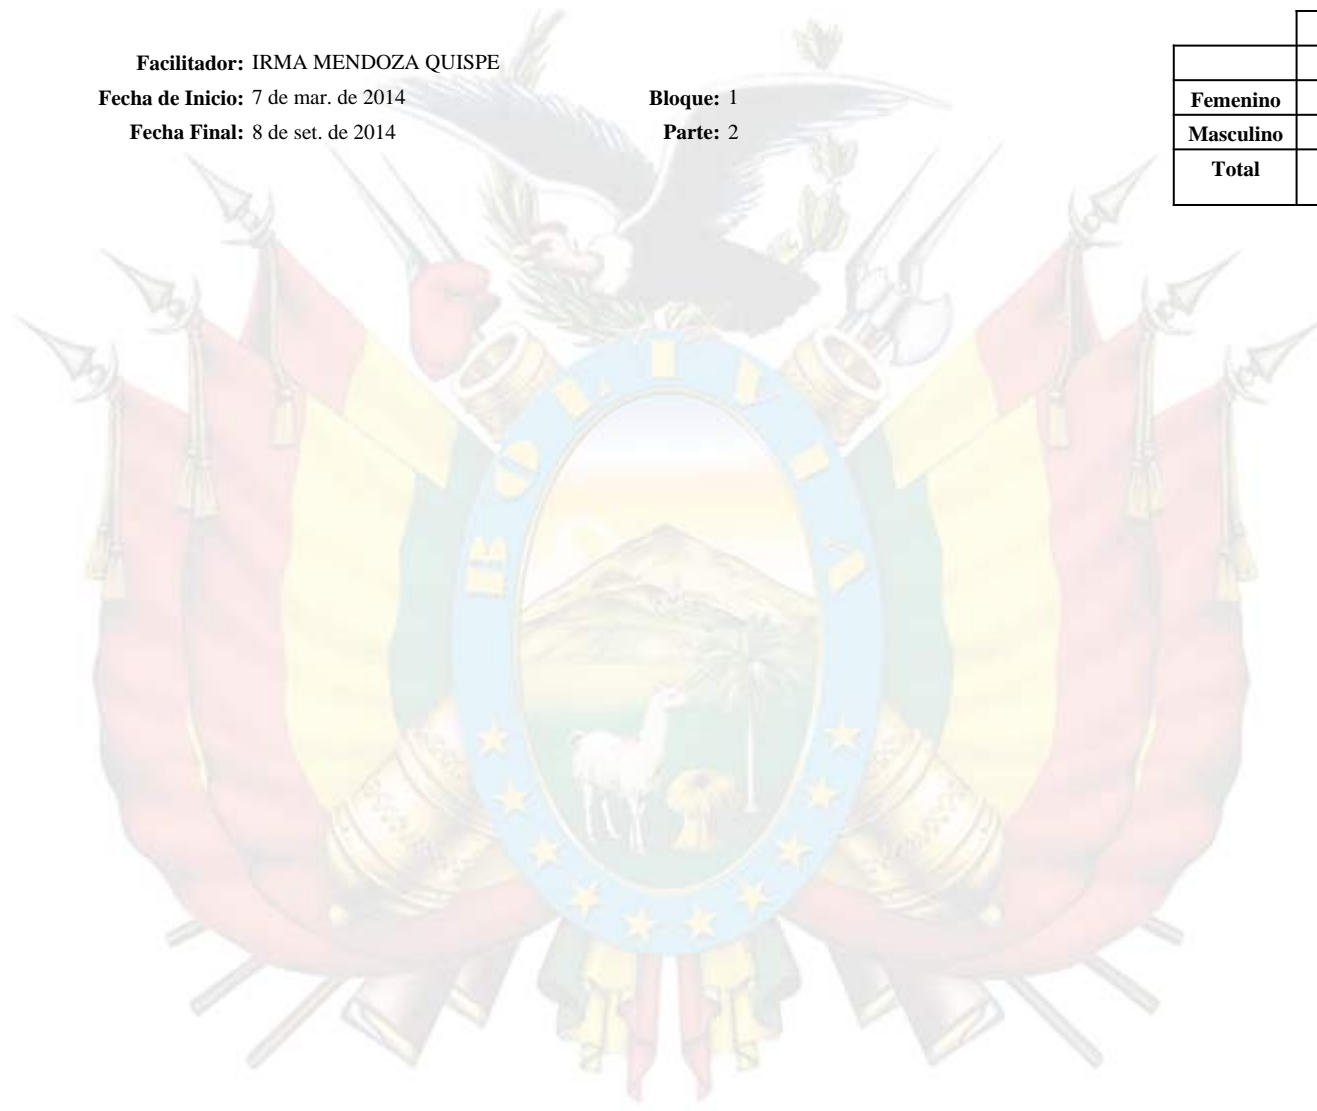 Facilitador: IRMA MENDOZA QUISPE
Fecha de Inicio: 7 de mar. de 2014 Bloque: 1
Fecha Final: 8 de set. de 2014 Parte: 2
Femenino
Masculino
Total
BOLIVIA